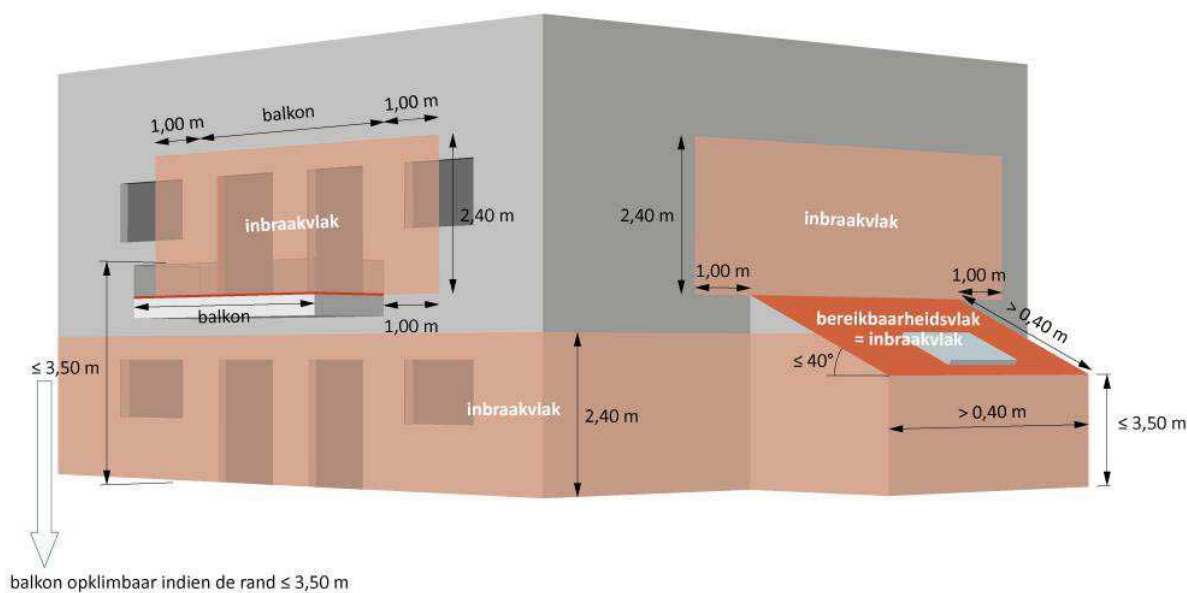 1,00 m
balkon
1,00 m
inbraakvlak
2,40 m
balkon
1,00 m
≤ 3,50 m
inbraakvlak
2,40 m
2,40 m
inbraakvlak
1,00 m
1,00 m
> 0,40 m
bereikbaarheidsvlak
= inbraakvlak
≤ 40°
> 0,40 m
≤ 3,50 m
balkon opklimbaar indien de rand ≤ 3,50 m